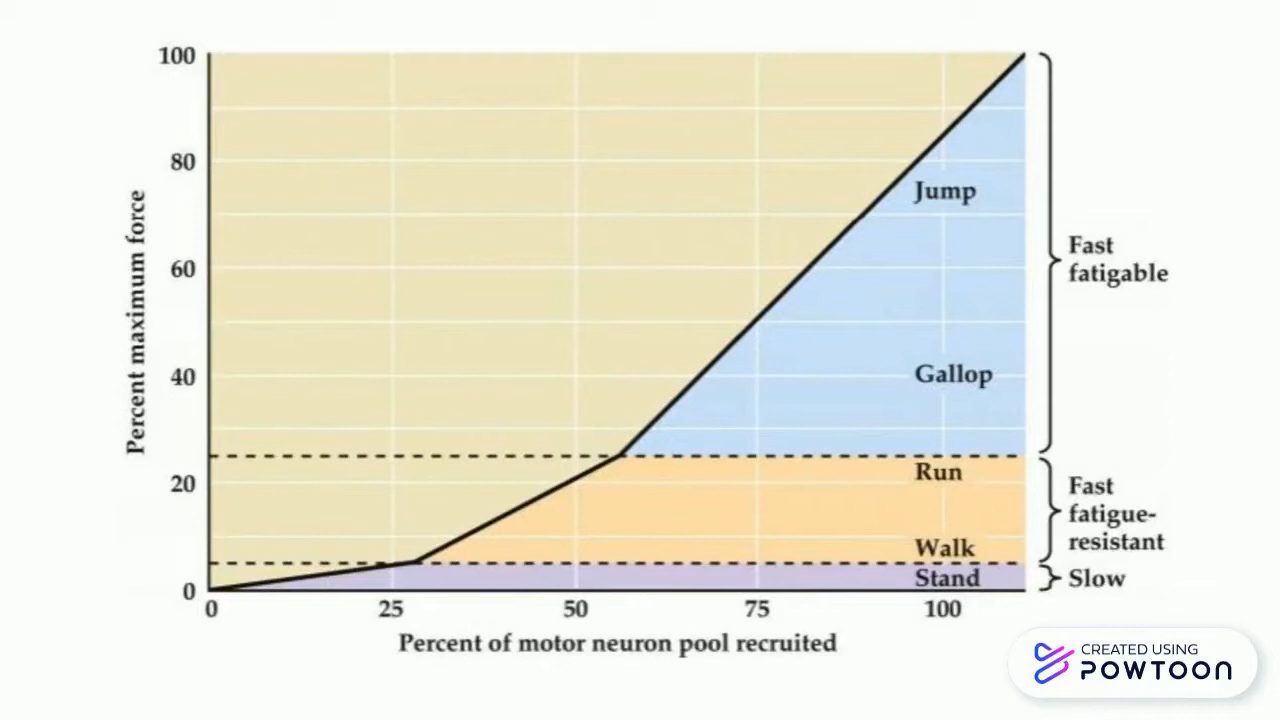 100
80
60
40
20
0
Percent maximum force
Jump
Gallop
Run
Walk
Stand
Fast
fatigable
Fast
fatigue-
resistant
Slow
0
25
50
75
100
Percent of motor neuron pool recruited
CREATED USING
POWTOON